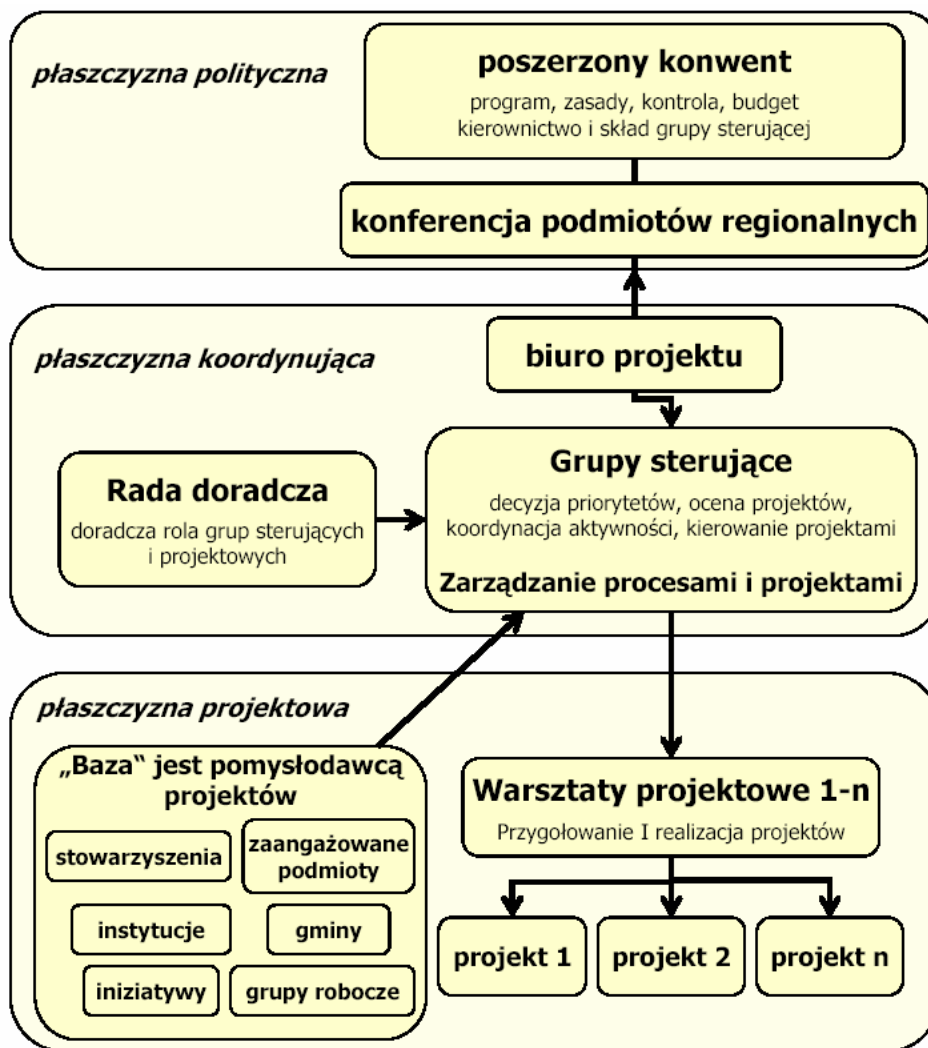 płaszczyzna polityczna
poszerzony konwent
program, zasady, kontrola, budget
kierownictwo i skład grupy sterującej
konferencja podmiotów regionalnych
płaszczyzna koordynująca
biuro projektu
Rada doradcza
doradcza rola grup sterujących
i projektowych
Grupy sterujące
decyzja priorytetów, ocena projektów,
koordynacja aktywności, kierowanie projektami
Zarządzanie procesami i projektami
płaszczyzna projektowa
„Baza“ jest pomysłodawcą
projektów
stowarzyszenia
zaangażowane
podmioty
instytucje
gminy
iniziatywy
grupy robocze
Warsztaty projektowe 1-n
Przygołowanie I realizacja projektów
projekt 1
projekt 2
projekt n